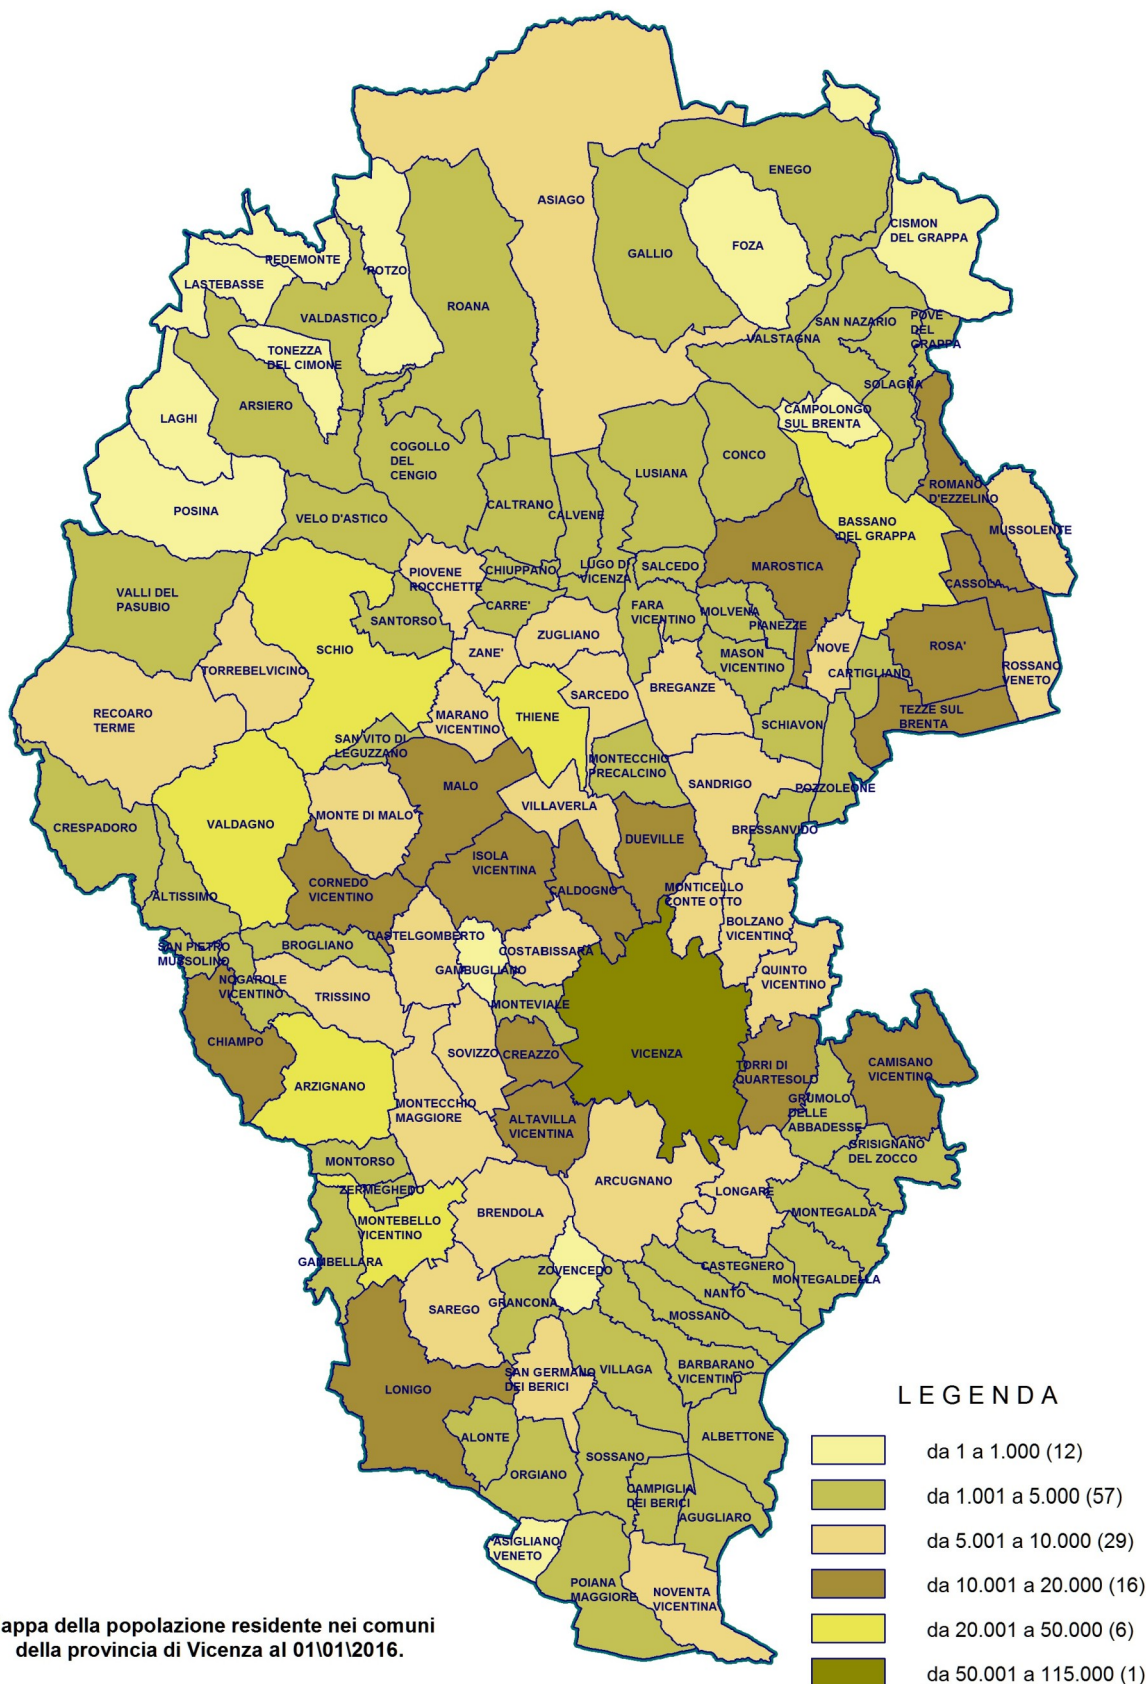 ASIAGO
ENEGO
CISMON
DEL GRAPPA
FOZA
GALLIO
PEDEMONTE
ROTZO
LASTEBASSE
ROANA
VALDASTICO
SAN NAZARIO
POVE
DEL
GRAPPA
VALSTAGNA
TONEZZA
DEL CIMONE
SOLAGNA
ARSIERO
LAGHI
CAMPOLONGO
SUL BRENTA
COGOLLO
DEL
CENGIO
CONCO
LUSIANA
ROMANO
D'EZZELINO
CALTRANO
CALVENE
POSINA
VELO D'ASTICO
BASSANO
DEL GRAPPA
MUSSOLENTE
PIOVENE
ROCCHETTE
CHIUPPANO
LUGO DI
VICENZA
SALCEDO
MAROSTICA
CASSOLA
VALLI DEL
PASUBIO
SANTORSO
CARRE'
FARA
VICENTINO
MOLVENA
PIANEZZE
ZUGLIANO
SCHIO
ZANE'
MASON
VICENTINO
NOVE
ROSA'
TORREBELVICINO
SARCEDO
BREGANZE
CARTIGLIANO
ROSSANO
VENETO
RECOARO
TERME
MARANO
VICENTINO
THIENE
SCHIAVON
TEZZE SUL
BRENTA
SAN VITO DI
LEGUZZANO
MONTECCHIO
PRECALCINO
MALO
SANDRIGO
POZZOLEONE
VILLAVERLA
CRESPADORO
VALDAGNO
MONTE DI MALO
DUEVILLE
BRESSANVIDO
ISOLA
VICENTINA
CORNEDO
VICENTINO
CALDOGNO
MONTICELLO
CONTE OTTO
ALTISSIMO
BOLZANO
VICENTINO
SAN PIETRO
MUSSOLINO
BROGLIANO
CASTELGOMBERTO
COSTABISSARA
GAMBUGLIANO
QUINTO
VICENTINO
NOGAROLE
VICENTINO
TRISSINO
MONTEVIALE
CHIAMPO
SOVIZZO
CREAZZO
VICENZA
TORRI DI
QUARTESOLO
CAMISANO
VICENTINO
ARZIGNANO
MONTECCHIO
MAGGIORE
ALTAVILLA
VICENTINA
GRUMOLO
DELLE
ABBADESSE
GRISIGNANO
DEL ZOCCO
MONTORSO
ZERMEGHEDO
ARCUGNANO
LONGARE
MONTEBELLO
VICENTINO
BRENDOLA
MONTEGALDA
GAMBELLARA
ZOVENCEDO
CASTEGNERO
MONTEGALDELLA
NANTO
SAREGO
GRANCONA
MOSSANO
SAN GERMANO
DEI BERICI
VILLAGA
BARBARANO
VICENTINO
LONIGO
ALONTE
ORGIANO
SOSSANO
ALBETTONE
CAMPIGLIA
DEI BERICI
AGUGLIARO
ASIGLIANO
VENETO
POIANA
MAGGIORE
NOVENTA
VICENTINA
LEGENDA
da 1 a 1.000 (12)
da 1.001 a 5.000 (57)
da 5.001 a 10.000 (29)
da 10.001 a 20.000 (16)
da 20.001 a 50.000 (6)
da 50.001 a 115.000 (1)
appa della popolazione residente nei comuni
della provincia di Vicenza al 01\01\2016.